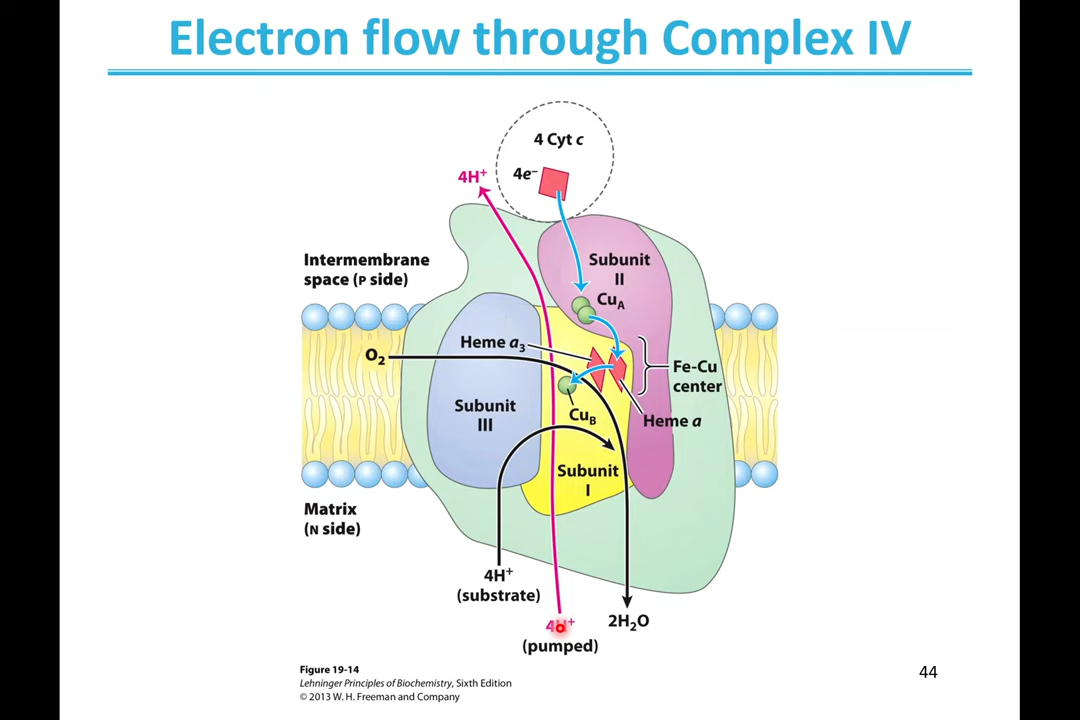 Electron flow through Complex IV
4 Cyt c
4e⁻
4H⁺
Intermembrane
space (P side)
Subunit
II
CuA
Heme a3
O₂
Fe-Cu
center
Subunit
III
CuB
Heme a
Subunit
I
Matrix
(N side)
4H⁺
(substrate)
4H⁺
(pumped)
2H₂O
Figure 19-14
Lehninger Principles of Biochemistry, Sixth Edition
© 2013 W. H. Freeman and Company
44